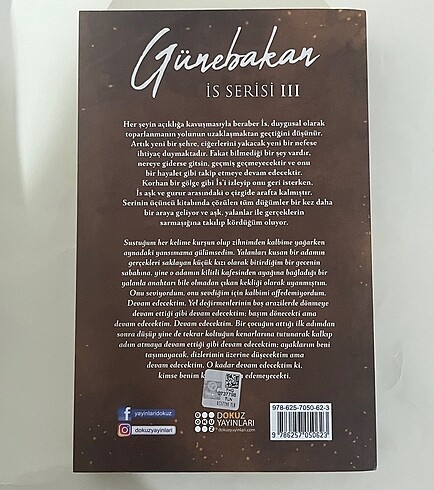 Günebakan
İS SERİSİ III
Her şeyin açıklığa kavuşmasıyla beraber İs, duygusal olarak
toparlanmanın yolunun uzaklaşmaktan geçtiğini düşünür.
Artık yeni bir şehre, ciğerlerini yakacak yeni bir nefese
ihtiyaç duymaktadır. Fakat bilmediği bir şey vardır,
nereye giderse gitsin, geçmiş geçmeyecektir ve onu
bir hayalet gibi takip etmeye devam edecektir.
Korhan bir gölge gibi İs'i izleyip onu geri isterken,
İs aşk ve gurur arasındaki o çizgide arafta kalmıştır.
Serinin üçüncü kitabında çözülen tüm düğümler bir kez daha
bir araya geliyor ve aşk, yalanlar ile gerçeklerin
sarmaşığına takılıp kördüğüm oluyor.
Sustuğum her kelime kurşun olup zihnimden kalbime yağarken
aynadaki yansımama gülümsedim. Yalanları kusan bir adamın
gerçekleri saklayan küçük kızı olarak bitirdiğim bir gecenin
sabahına, yine o adamın kilitli kafesinden ayağına bağladığı bir
yalanla anahtarı bile olmadan çıkan kekliği olarak uyanmıştım.
Onu seviyordum, onu sevdiğim için kalbimi affedemiyordum.
Devam edecektim. Yel değirmenlerinin boş arazilerde dönmeye
devam ettiği gibi devam edecektim; başım dönecekti ama
devam edecektim. Devam edecektim. Bir çocuğun attığı ilk adımdan
sonra düşüp yine de tekrar koltuğun kenarlarına tutunarak kalkıp
adım atmaya devam ettiği gibi devam edecektim; ayaklarım beni
taşımayacak, dizlerimin üzerine düşecektim ama
devam edecektim. O kadar devam edecektim ki,
kimse benim edemeyecekti.
yayinlaridokuz
dokuzyayinlari
DOKUZ
YAYINLARI
dokuzyayinlari.com
978-625-7050-62-3
9 786257 050623